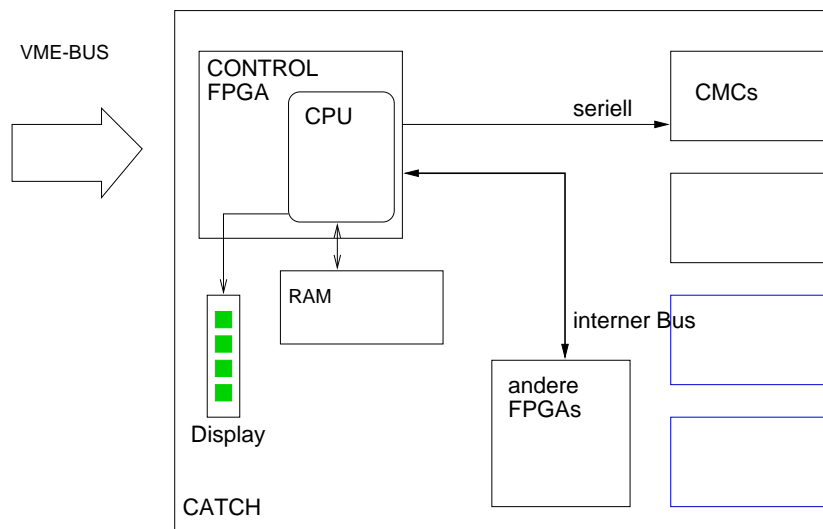 VME-BUS
CONTROL
FPGA
CPU
seriell
CMCs
RAM
interner Bus
andere
FPGAs
Display
CATCH